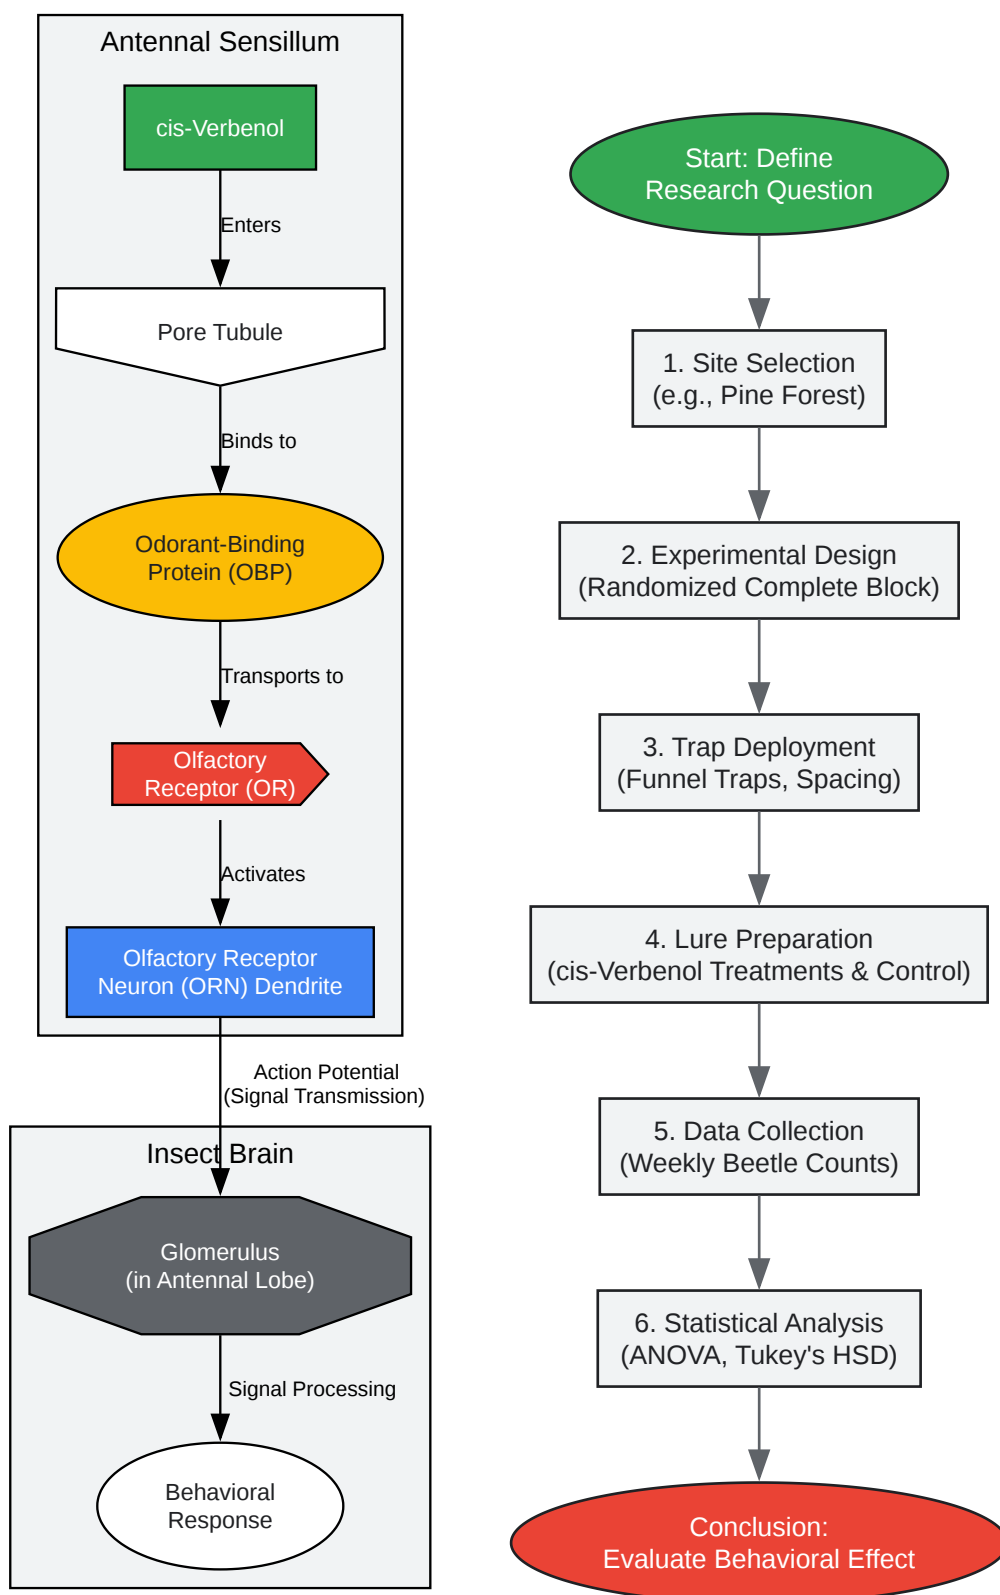 Antennal Sensillum
cis-Verbenol
Enters
Pore Tubule
Binds to
Odorant-Binding
Protein (OBP)
Transports to
Olfactory
Receptor (OR)
Activates
Olfactory Receptor
Neuron (ORN) Dendrite
Action Potential
(Signal Transmission)
Insect Brain
Glomerulus
(in Antennal Lobe)
Signal Processing
Behavioral
Response
Start: Define
Research Question
1. Site Selection
(e.g., Pine Forest)
2. Experimental Design
(Randomized Complete Block)
3. Trap Deployment
(Funnel Traps, Spacing)
4. Lure Preparation
(cis-Verbenol Treatments & Control)
5. Data Collection
(Weekly Beetle Counts)
6. Statistical Analysis
(ANOVA, Tukey's HSD)
Conclusion:
Evaluate Behavioral Effect